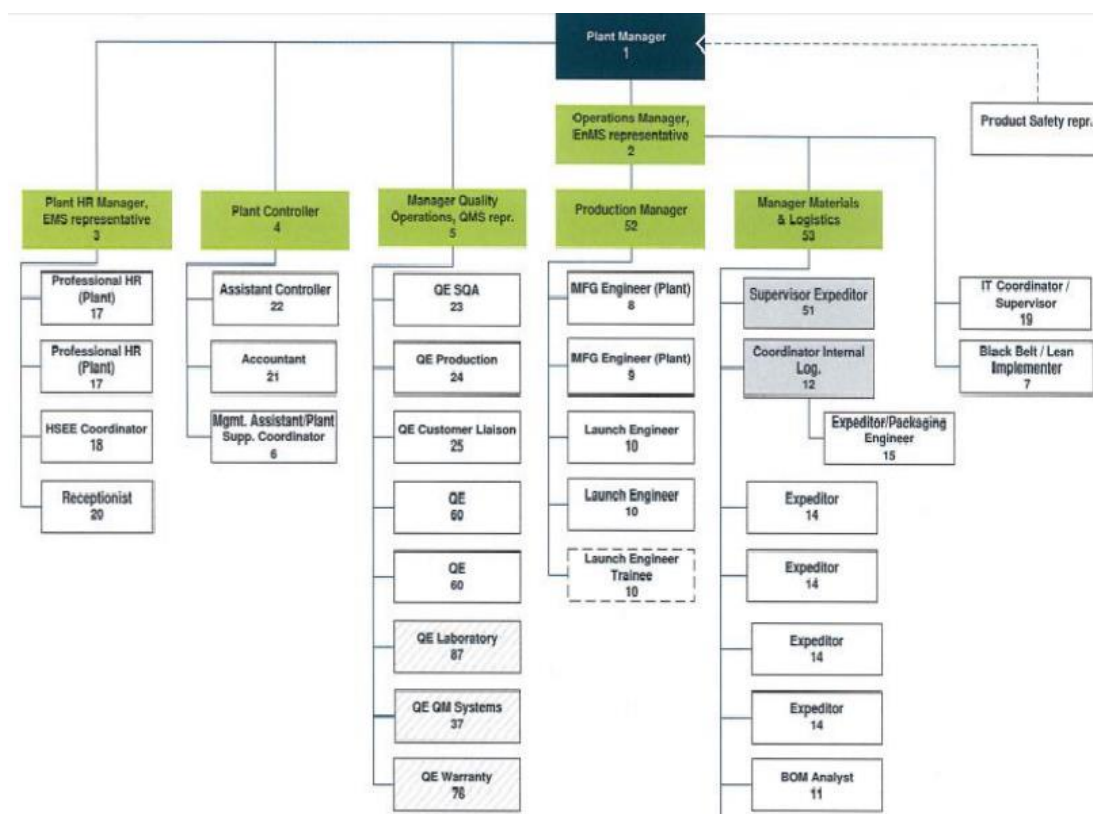 Plant Manager
1
Operations Manager,
EnMS representative
2
Product Safety repr.
Plant HR Manager,
EMS representative
3
Plant Controller
4
Manager Quality
Operations, QMS repr.
5
Production Manager
52
Manager Materials
& Logistics
53
Professional HR
(Plant)
17
Professional HR
(Plant)
17
HSEE Coordinator
18
Receptionist
20
Assistant Controller
22
Accountant
21
Mgmt. Assistant/Plant
Supp. Coordinator
6
QE SQA
23
QE Production
24
QE Customer Liaison
25
QE
60
QE
60
QE Laboratory
87
QE QM Systems
37
QE Warranty
76
MFG Engineer (Plant)
8
MFG Engineer (Plant)
9
Launch Engineer
10
Launch Engineer
10
Launch Engineer
Trainee
10
Supervisor Expeditor
51
Coordinator Internal
Log.
12
Expeditor/Packaging
Engineer
15
Expeditor
14
Expeditor
14
Expeditor
14
Expeditor
14
BOM Analyst
11
IT Coordinator /
Supervisor
19
Black Belt / Lean
Implementer
7